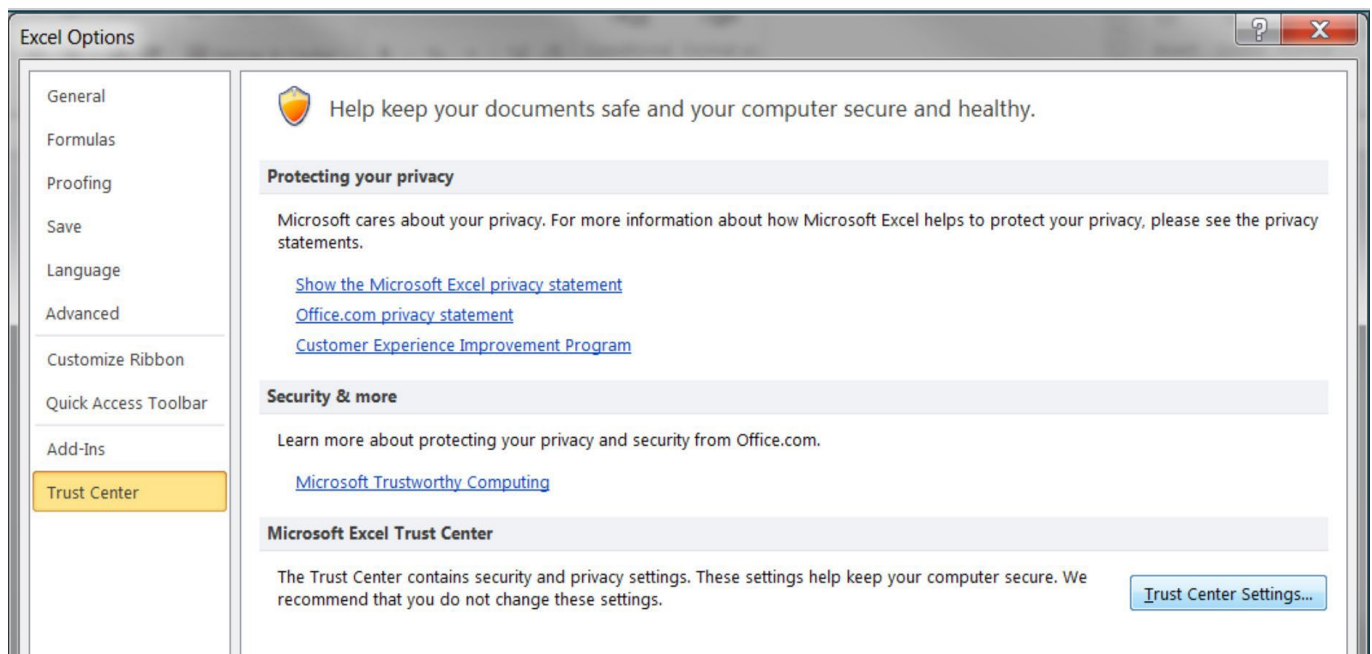 Excel Options
General
Formulas
Proofing
Save
Language
Advanced
Customize Ribbon
Quick Access Toolbar
Add-Ins
Trust Center
Help keep your documents safe and your computer secure and healthy.
Protecting your privacy
Microsoft cares about your privacy. For more information about how Microsoft Excel helps to protect your privacy, please see the privacy
statements.
Show the Microsoft Excel privacy statement
Office.com privacy statement
Customer Experience Improvement Program
Security & more
Learn more about protecting your privacy and security from Office.com.
Microsoft Trustworthy Computing
Microsoft Excel Trust Center
The Trust Center contains security and privacy settings. These settings help keep your computer secure. We
recommend that you do not change these settings.
Trust Center Settings...